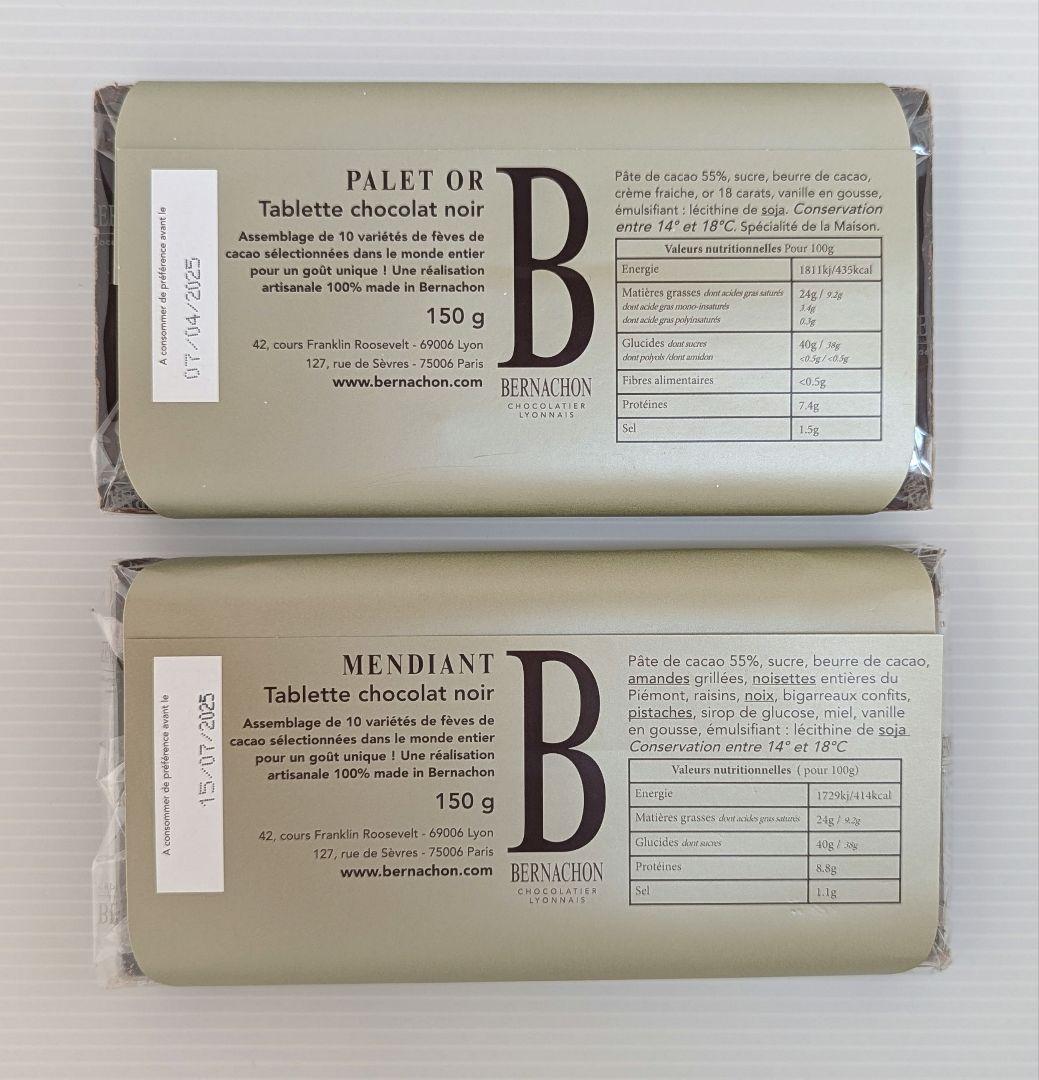 A consommer de préférence avant le
07/04/2025
PALET OR
Tablette chocolat noir
Assemblage de 10 variétés de fèves de
cacao sélectionnées dans le monde entier
pour un goût unique ! Une réalisation
artisanale 100% made in Bernachon
150 g
42, cours Franklin Roosevelt - 69006 Lyon
127, rue de Sèvres - 75006 Paris
www.bernachon.com
B
BERNACHON
CHOCOLATIER
LYONNAIS
Pâte de cacao 55%, sucre, beurre de cacao,
crème fraiche, or 18 carats, vanille en gousse,
émulsifiant : lécithine de soja. Conservation
entre 14° et 18°C. Spécialité de la Maison.
Valeurs nutritionnelles Pour 100g
Energie 1811kj/435kcal
Matières grasses dont acides gras saturés 24g / 9.2g
dont acide gras mono-insaturés 3.4g
dont acide gras polyinsaturés 0.3g
Glucides dont sucres 40g / 38g
dont polyols /dont amidon <0.5g / <0.5g
Fibres alimentaires <0.5g
Protéines 7.4g
Sel 1.5g
A consommer de préférence avant le
15/07/2025
MENDIANT
Tablette chocolat noir
Assemblage de 10 variétés de fèves de
cacao sélectionnées dans le monde entier
pour un goût unique ! Une réalisation
artisanale 100% made in Bernachon
150 g
42, cours Franklin Roosevelt - 69006 Lyon
127, rue de Sèvres - 75006 Paris
www.bernachon.com
B
BERNACHON
CHOCOLATIER
LYONNAIS
Pâte de cacao 55%, sucre, beurre de cacao,
amandes grillées, noisettes entières du
Piémont, raisins, noix, bigarreaux confits,
pistaches, sirop de glucose, miel, vanille
en gousse, émulsifiant : lécithine de soja
Conservation entre 14° et 18°C
Valeurs nutritionnelles ( pour 100g)
Energie 1729kj/414kcal
Matières grasses dont acides gras saturés 24g / 9.2g
Glucides dont sucres 40g / 38g
Protéines 8.8g
Sel 1.1g